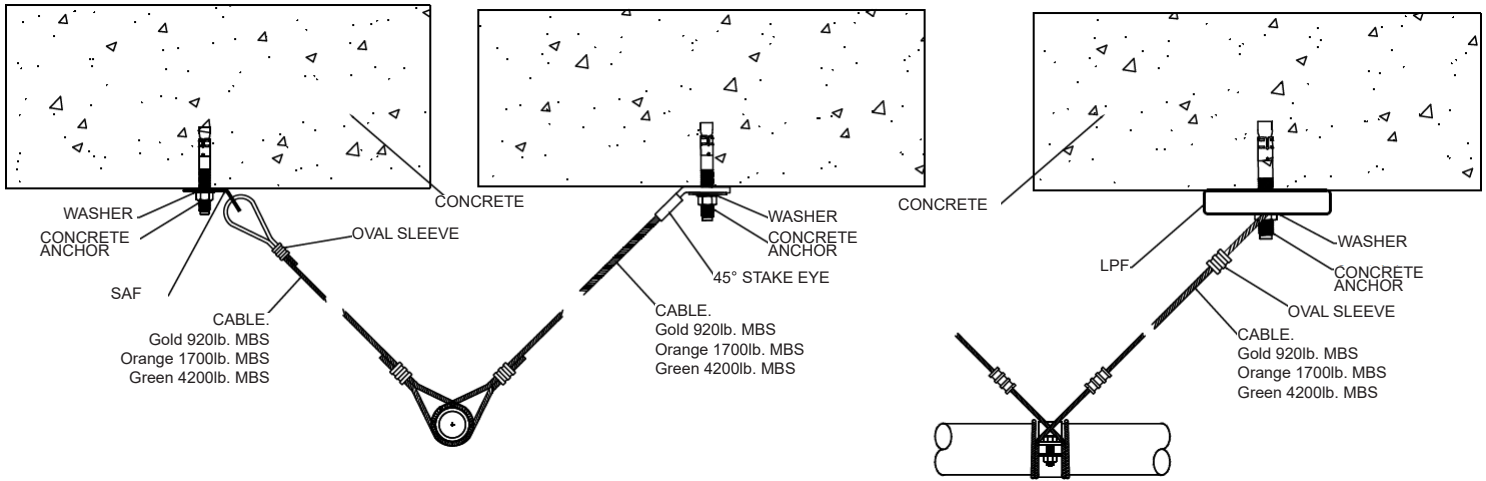 WASHER
CONCRETE
ANCHOR
SAF
CONCRETE
OVAL SLEEVE
CABLE.
Gold 920lb. MBS
Orange 1700lb. MBS
Green 4200lb. MBS
WASHER
CONCRETE
ANCHOR
45° STAKE EYE
CABLE.
Gold 920lb. MBS
Orange 1700lb. MBS
Green 4200lb. MBS
CONCRETE
LPF
WASHER
CONCRETE
ANCHOR
OVAL SLEEVE
CABLE.
Gold 920lb. MBS
Orange 1700lb. MBS
Green 4200lb. MBS